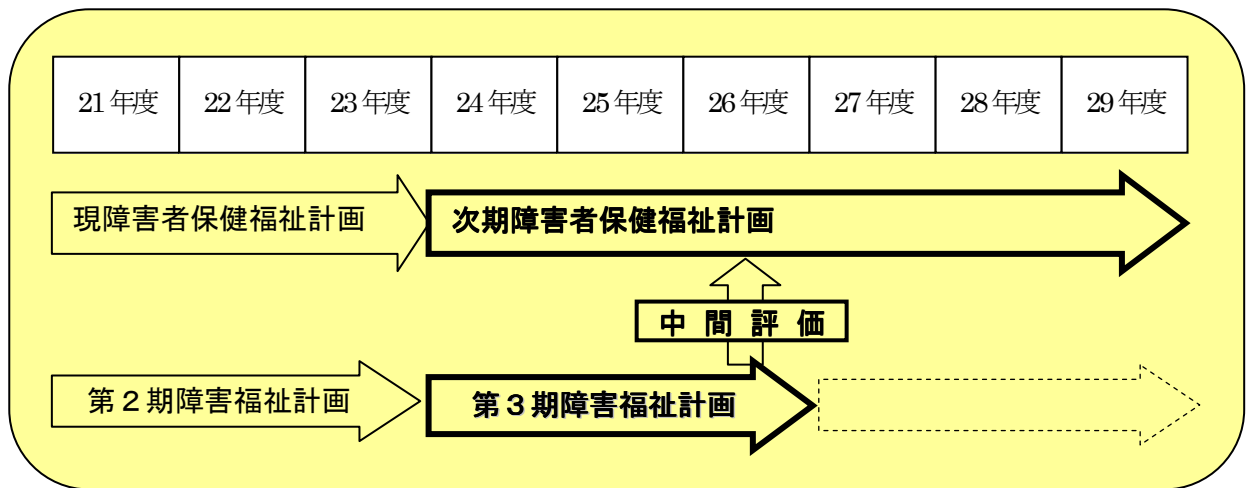 21年度 22年度 23年度 24年度 25年度 26年度 27年度 28年度 29年度
現障害者保健福祉計画 次期障害者保健福祉計画
中間評価
第２期障害福祉計画 第３期障害福祉計画